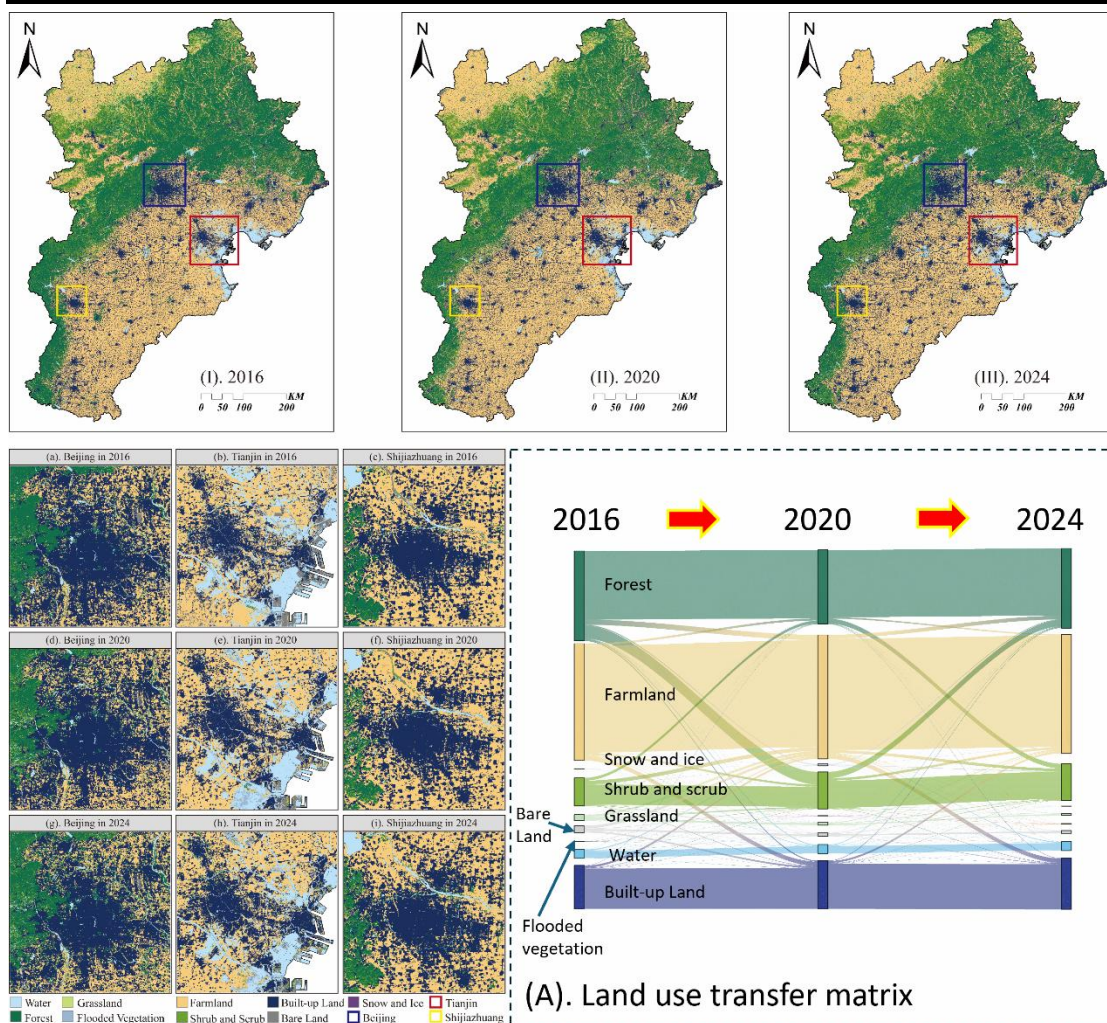 N
N
N
(I). 2016
KM
0 50 100 200
(II). 2020
KM
0 50 100 200
(III). 2024
KM
0 50 100 200
(a). Beijing in 2016
(b). Tianjin in 2016
(c). Shijiazhuang in 2016
(d). Beijing in 2020
(e). Tianjin in 2020
(f). Shijiazhuang in 2020
(g). Beijing in 2024
(h). Tianjin in 2024
(i). Shijiazhuang in 2024
Water Grassland Farmland Built-up Land Snow and Ice Tianjin
Forest Flooded Vegetation Shrub and Scrub Bare Land Beijing Shijiazhuang
2016 2020 2024
Forest
Farmland
Snow and ice
Shrub and scrub
Grassland
Bare
Land
Water
Built-up Land
Flooded
vegetation
(A). Land use transfer matrix